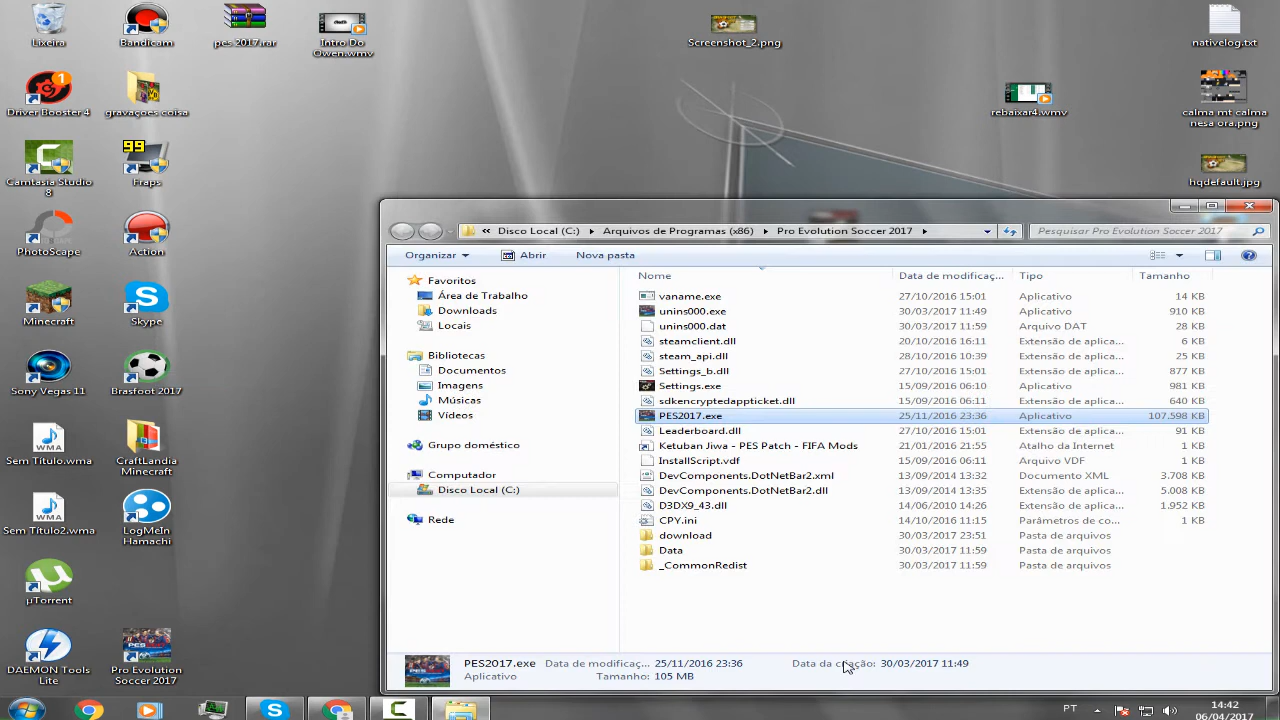 Lixeira
Bandicam
pes 2017.rar
Intro Do
Owen.wmv
Screenshot_2.png
nativelog.txt
1
Driver Booster 4
gravações coisa
rebaixar4.wmv
calma mt calma
nesa ora.png
99
Camtasia Studio
8
Fraps
hqdefault.jpg
PhotoScape
Action
Minecraft
Skype
Sony Vegas 11
Brasfoot 2017
WMA
Sem Título.wma
CraftLandia
Minecraft
WMA
Sem Título2.wma
LogMeIn
Hamachi
µTorrent
DAEMON Tools
Lite
Pro Evolution
Soccer 2017
« Disco Local (C:) Arquivos de Programas (x86) Pro Evolution Soccer 2017
Pesquisar Pro Evolution Soccer 2017
Organizar Abrir Nova pasta
Favoritos
Área de Trabalho
Downloads
Locais
Bibliotecas
Documentos
Imagens
Músicas
Vídeos
Grupo doméstico
Computador
Disco Local (C:)
Rede
Nome Data de modificaç... Tipo Tamanho
vaname.exe 27/10/2016 15:01 Aplicativo 14 KB
unins000.exe 30/03/2017 11:49 Aplicativo 910 KB
unins000.dat 30/03/2017 11:59 Arquivo DAT 28 KB
steamclient.dll 20/10/2016 16:11 Extensão de aplica... 6 KB
steam_api.dll 28/10/2016 10:39 Extensão de aplica... 25 KB
Settings_b.dll 27/10/2016 15:01 Extensão de aplica... 877 KB
Settings.exe 15/09/2016 06:10 Aplicativo 981 KB
sdkencryptedappticket.dll 15/09/2016 06:11 Extensão de aplica... 640 KB
PES2017.exe 25/11/2016 23:36 Aplicativo 107.598 KB
Leaderboard.dll 27/10/2016 15:01 Extensão de aplica... 91 KB
Ketuban Jiwa - PES Patch - FIFA Mods 21/01/2016 21:55 Atalho da Internet 1 KB
InstallScript.vdf 15/09/2016 06:11 Arquivo VDF 1 KB
DevComponents.DotNetBar2.xml 13/09/2014 13:32 Documento XML 3.708 KB
DevComponents.DotNetBar2.dll 13/09/2014 13:35 Extensão de aplica... 5.008 KB
D3DX9_43.dll 14/06/2010 14:26 Extensão de aplica... 1.952 KB
CPY.ini 14/10/2016 11:15 Parâmetros de co... 1 KB
download 30/03/2017 23:51 Pasta de arquivos
Data 30/03/2017 11:59 Pasta de arquivos
_CommonRedist 30/03/2017 11:59 Pasta de arquivos
PES2017.exe Data de modificaç... 25/11/2016 23:36 Data da criação: 30/03/2017 11:49
Aplicativo Tamanho: 105 MB
PT
14:42
06/04/2017